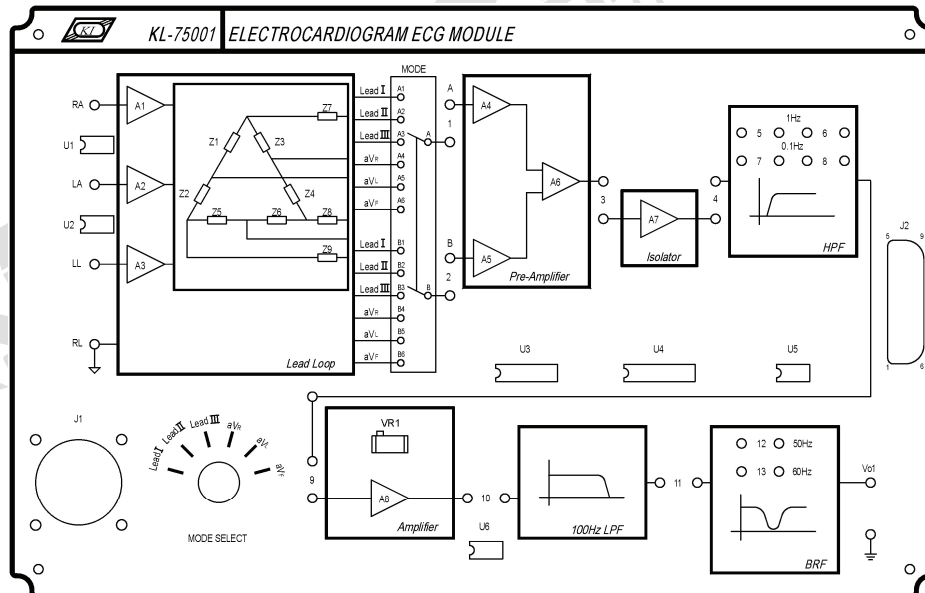 KL KL-75001 ELECTROCARDIOGRAM ECG MODULE
MODE
RA A1 Lead I A1 A A4
Z7 Lead II A2
Z1 Z3 Lead III A3 A 1
U1
aVR A4
LA A2 Z2 Z4 aVL A5 A6
aVF A6
U2 Z5 Z6 Z8
Lead I B1 B A5
LL A3 Z9 Lead II B2
Lead III B3 B 2
aVR B4
aVL B5
RL aVF B6
Lead Loop
Pre-Amplifier
3 A7 4
Isolator
1Hz
5 6
0.1Hz
7 8
HPF
J2
5 9
1 6
U3 U4 U5
J1
Lead I Lead II Lead III aVR aVL aVF
MODE SELECT
9
VR1
A8
Amplifier
10
U6
100Hz LPF
11
12 50Hz
13 60Hz
BRF
Vo1